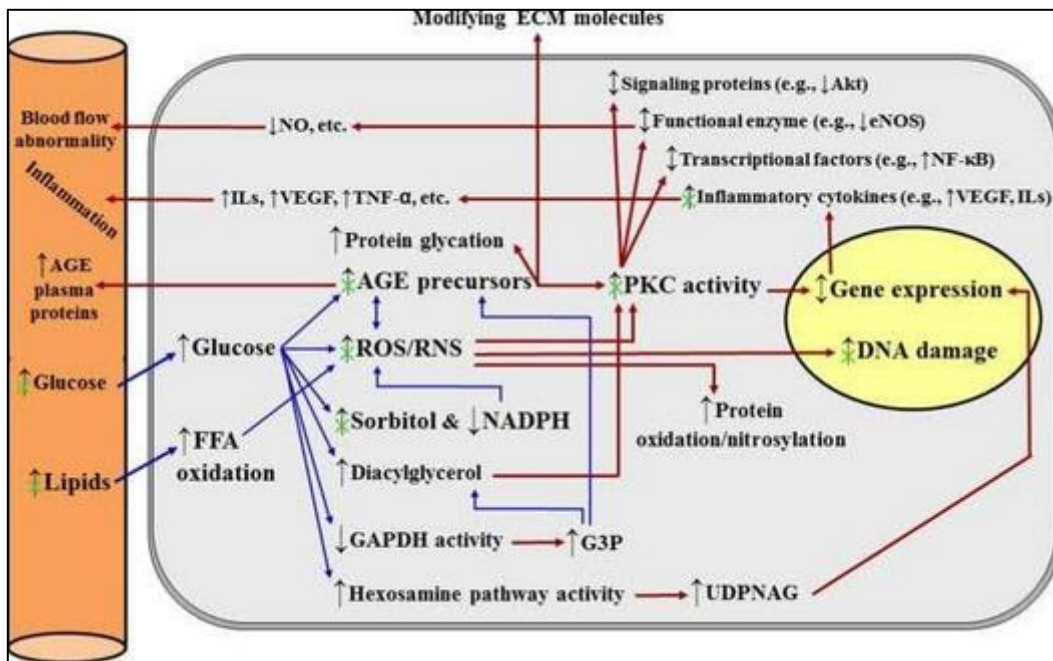 Modifying ECM molecules
↕Signaling proteins (e.g., ↓Akt)
Blood flow
abnormality
↓NO, etc.
↕Functional enzyme (e.g., ↓eNOS)
↕Transcriptional factors (e.g., ↑NF-κB)
Inflammation
↑ILs, ↑VEGF, ↑TNF-α, etc.
↑Inflammatory cytokines (e.g., ↑VEGF, ILs)
↑Protein glycation
↑AGE
plasma
proteins
↑AGE precursors
↑PKC activity
↕Gene expression
↑Glucose
↑Glucose
↑ROS/RNS
↑DNA damage
↑Sorbitol & ↓NADPH
↑Protein
oxidation/nitrosylation
↑FFA
oxidation
↑Lipids
↑Diacylglycerol
↓GAPDH activity
↑G3P
↑Hexosamine pathway activity
↑UDPNAG